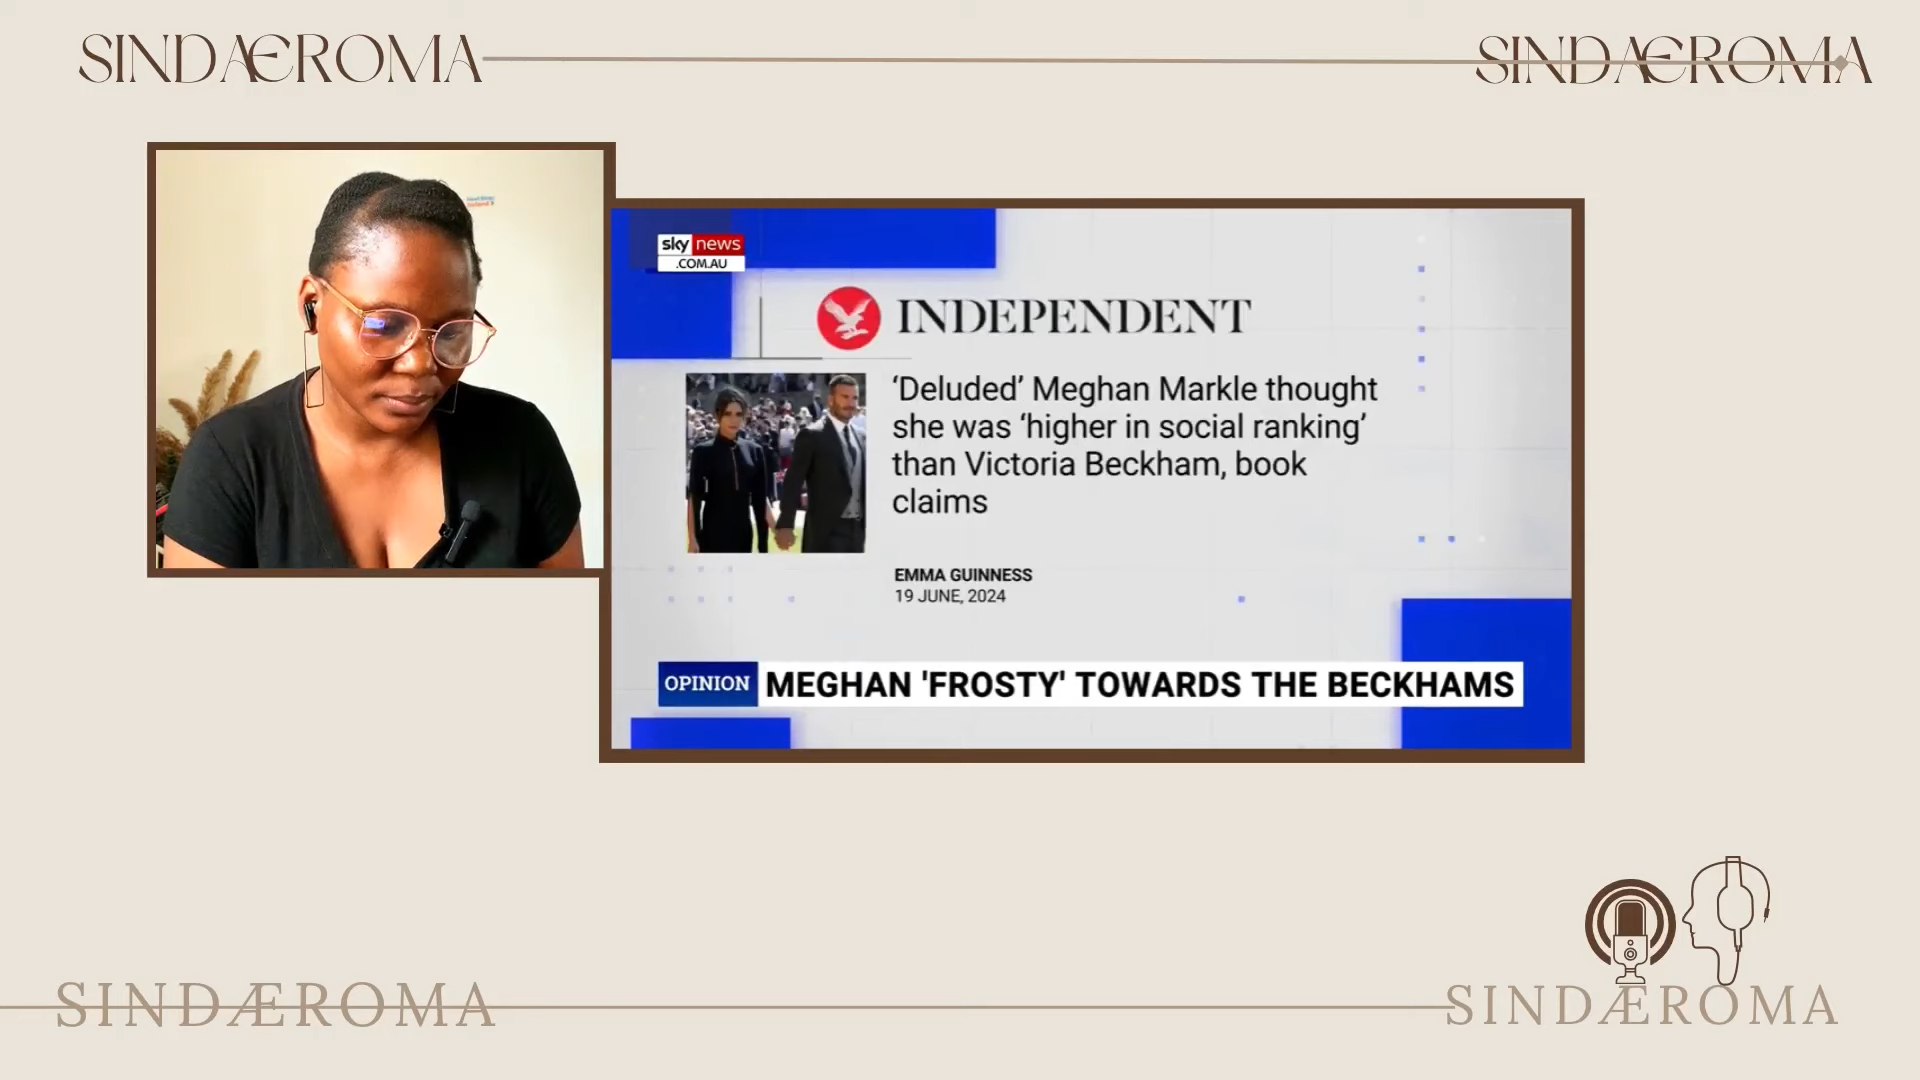 SINDÆROMA
SINDÆROMA
sky news
.COM.AU
INDEPENDENT
‘Deluded’ Meghan Markle thought
she was ‘higher in social ranking’
than Victoria Beckham, book
claims
EMMA GUINNESS
19 JUNE, 2024
OPINION MEGHAN 'FROSTY' TOWARDS THE BECKHAMS
SINDÆROMA
SINDÆROMA